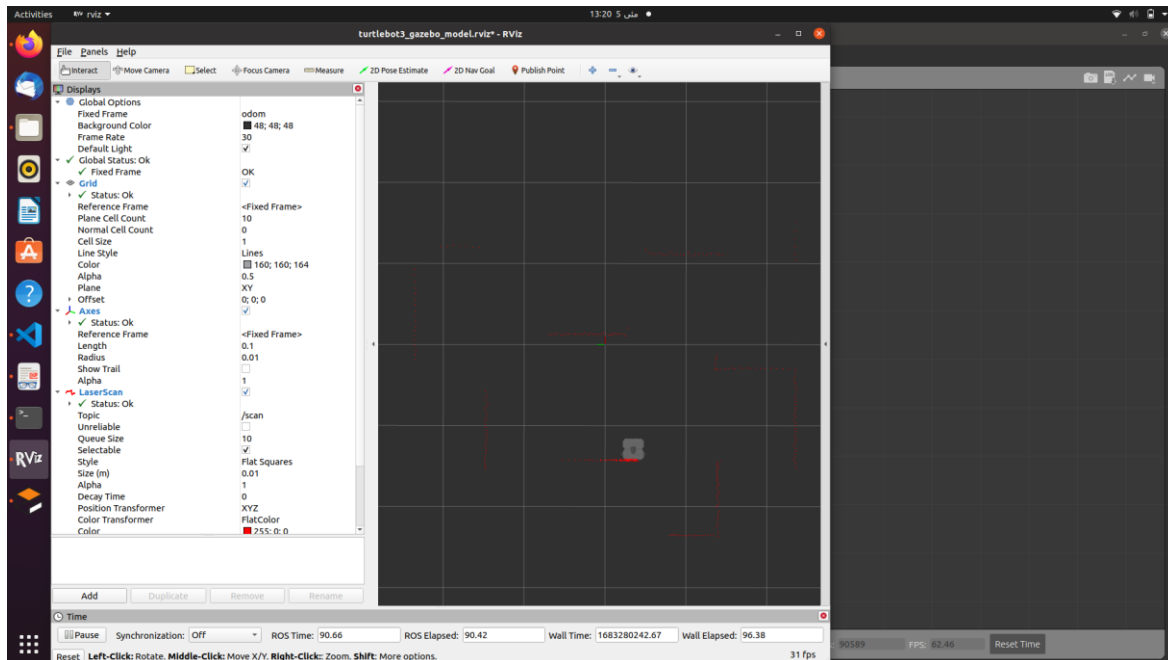 Activities
RViz rviz
13:20 5 مئی
turtlebot3_gazebo_model.rviz* - RViz
File Panels Help
Interact Move Camera Select Focus Camera Measure 2D Pose Estimate 2D Nav Goal Publish Point
Displays
Global Options
Fixed Frame odom
Background Color 48; 48; 48
Frame Rate 30
Default Light
Global Status: Ok
Fixed Frame OK
Grid
Status: Ok
Reference Frame <Fixed Frame>
Plane Cell Count 10
Normal Cell Count 0
Cell Size 1
Line Style Lines
Color 160; 160; 164
Alpha 0.5
Plane XY
Offset 0; 0; 0
Axes
Status: Ok
Reference Frame <Fixed Frame>
Length 0.1
Radius 0.01
Show Trail
Alpha 1
LaserScan
Status: Ok
Topic /scan
Unreliable
Queue Size 10
Selectable
Style Flat Squares
Size (m) 0.01
Alpha 1
Decay Time 0
Position Transformer XYZ
Color Transformer FlatColor
Color 255; 0; 0
Add Duplicate Remove Rename
Time
Pause Synchronization: Off ROS Time: 90.66 ROS Elapsed: 90.42 Wall Time: 1683280242.67 Wall Elapsed: 96.38
Reset Left-Click: Rotate. Middle-Click: Move X/Y. Right-Click:: Zoom. Shift: More options. 31 fps
RViz
90589 FPS: 62.46 Reset Time